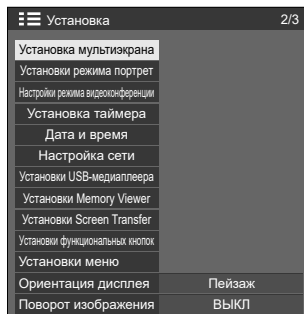 Установка 2/3
Установка мультиэкрана
Установки режима портрет
Настройки режима видеоконференции
Установка таймера
Дата и время
Настройка сети
Установки USB-медиаплеера
Установки Memory Viewer
Установки Screen Transfer
Установки функциональных кнопок
Установки меню
Ориентация дисплея Пейзаж
Поворот изображения ВЫКЛ